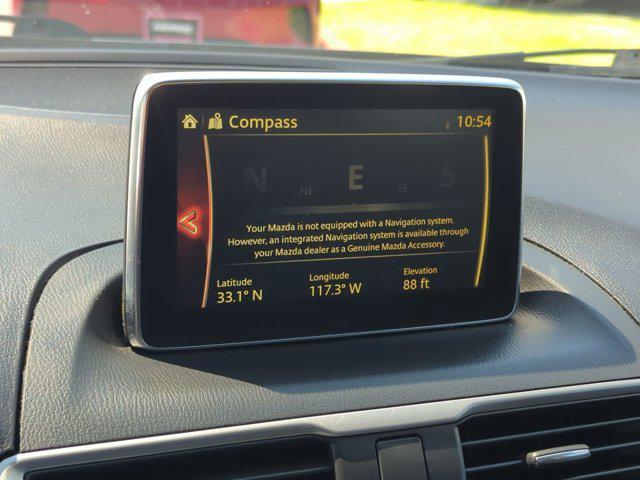 Compass 10:54
N NE E SE S
Your Mazda is not equipped with a Navigation system.
However, an integrated Navigation system is available through
your Mazda dealer as a Genuine Mazda Accessory.
Latitude Longitude Elevation
33.1° N 117.3° W 88 ft